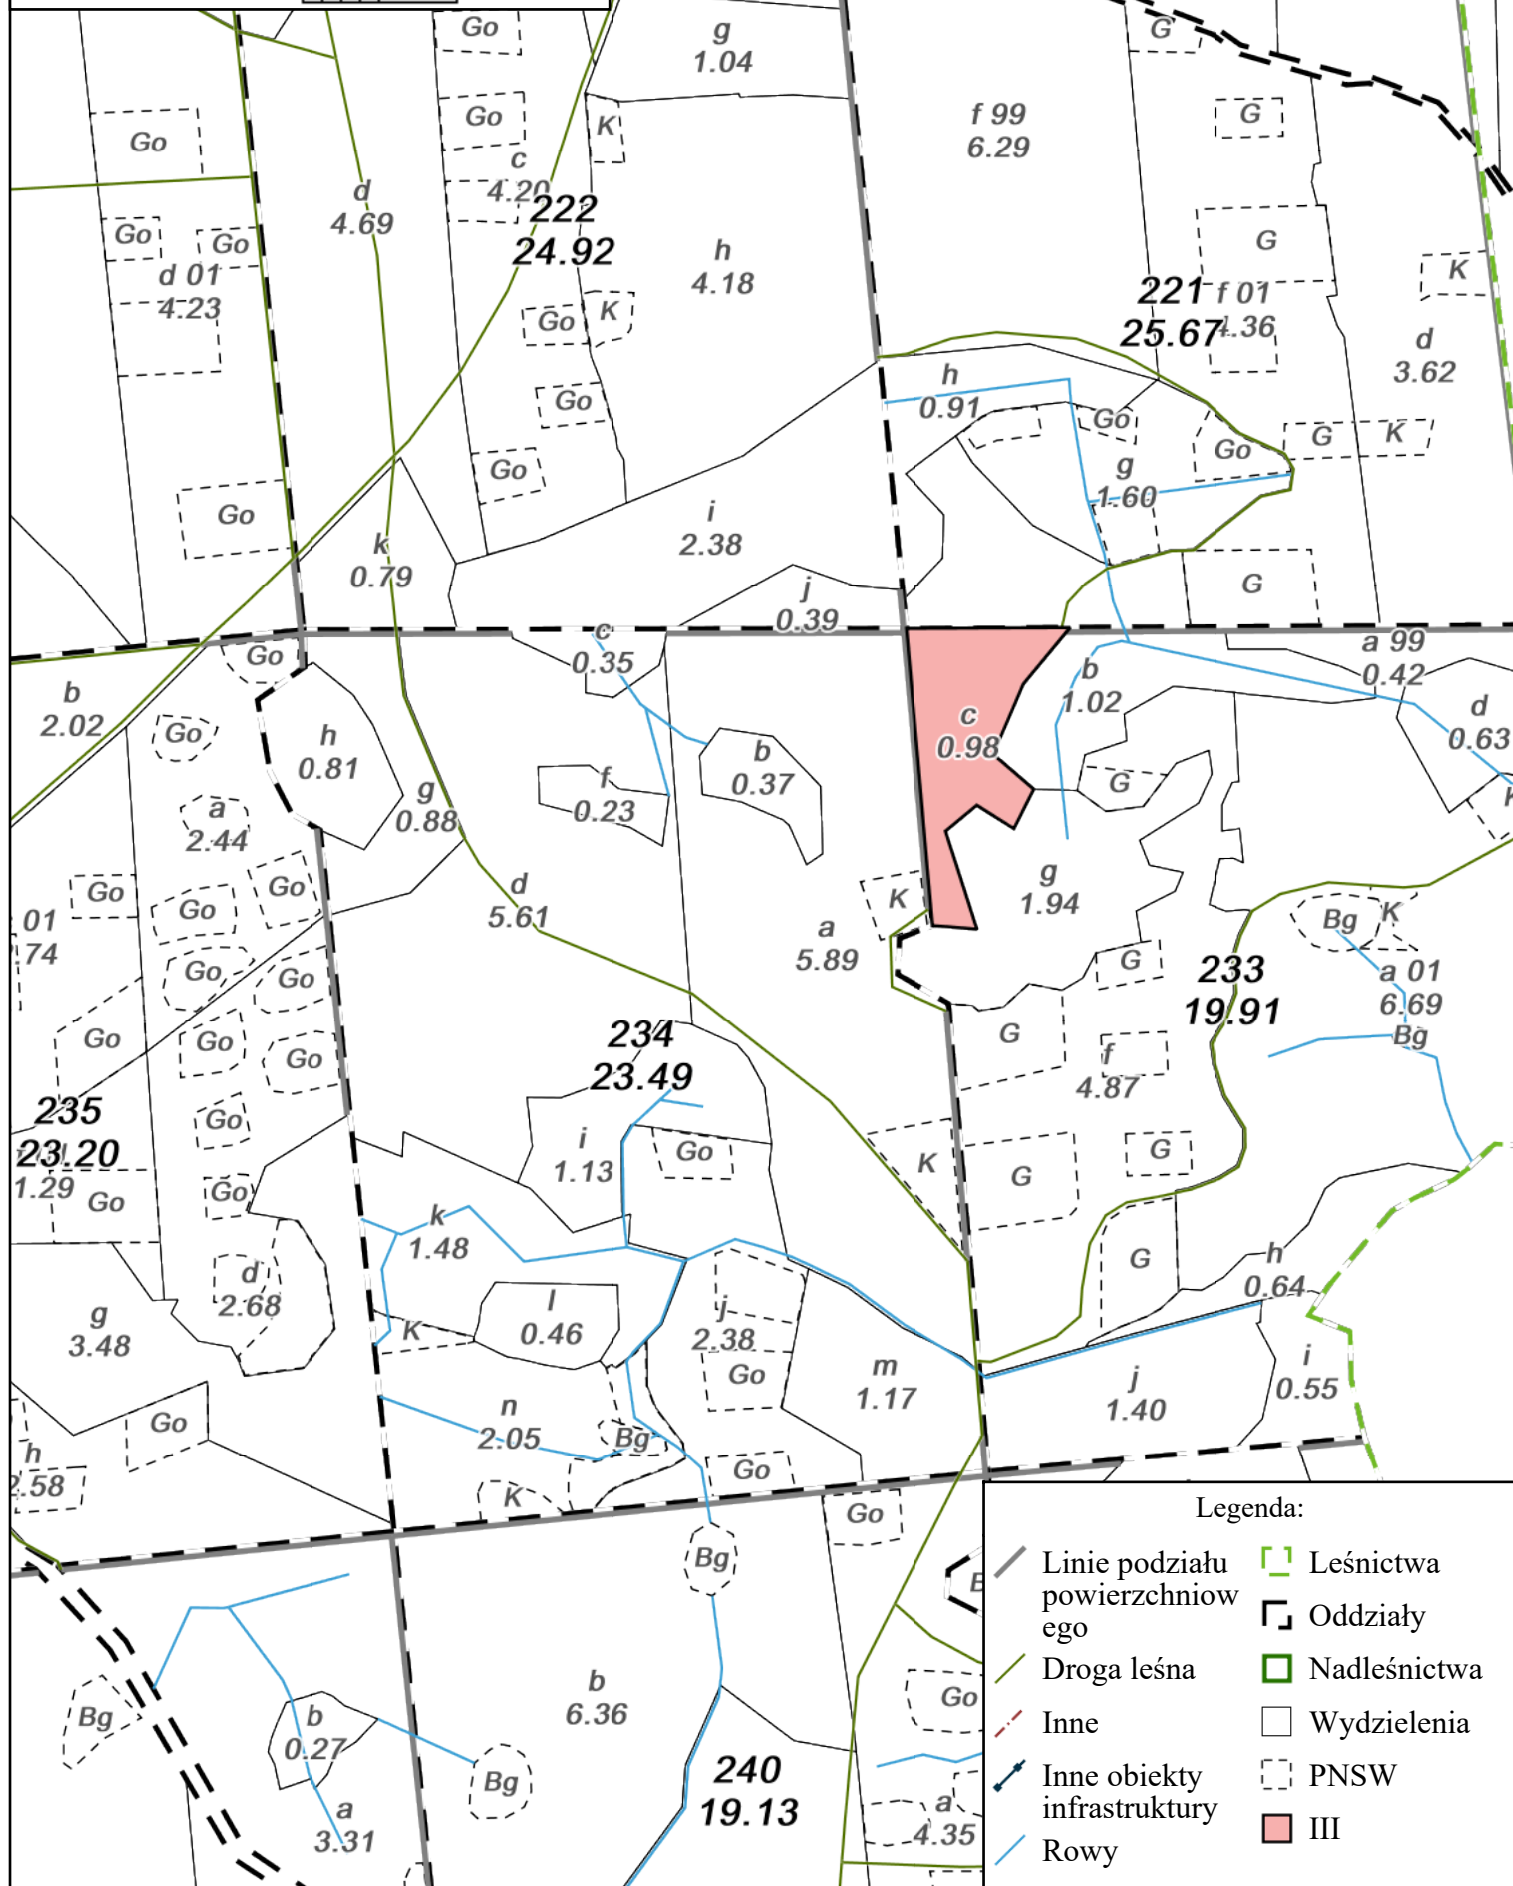 Go
g
1.04
G
Go
Go
K
f 99
6.29
G
c
4.20
d
4.69
222
24.92
Go
Go
d 01
4.23
h
4.18
G
K
221
25.67
f 01
Go
K
d
3.62
h
0.91
Go
Go
Go
G
K
Go
g
1.60
Go
i
2.38
k
0.79
j
0.39
G
c
0.35
Go
a 99
0.42
b
1.02
b
2.02
Go
h
0.81
c
0.98
d
0.63
b
0.37
f
0.23
g
0.88
G
a
2.44
Go
Go
Go
d
5.61
K
g
1.94
Bg
K
01
.74
a
5.89
Go
Go
G
233
19.91
a 01
6.69
Bg
234
23.49
Go
Go
Go
G
f
4.87
235
23.20
Go
i
1.13
Go
K
G
G
1.29
Go
Go
k
1.48
G
h
0.64
d
2.68
g
3.48
K
l
0.46
j
2.38
Go
m
1.17
j
1.40
i
0.55
Go
n
2.05
Bg
Go
h
2.58
K
Go
Bg
Bg
b
0.27
b
6.36
Go
Bg
240
19.13
a
3.31
a
4.35
Legenda:
Linie podziału
powierzchniow
ego
Droga leśna
Inne
Inne obiekty
infrastruktury
Rowy
Leśnictwa
Oddziały
Nadleśnictwa
Wydzielenia
PNSW
III